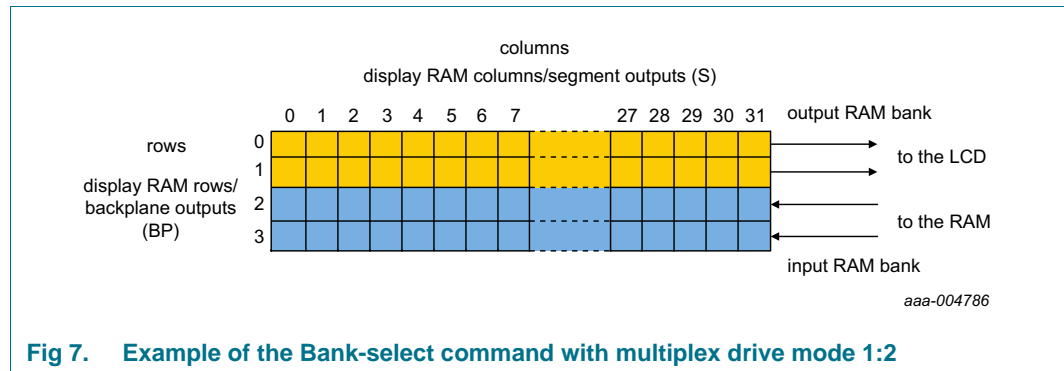 columns
display RAM columns/segment outputs (S)
0 1 2 3 4 5 6 7 27 28 29 30 31 output RAM bank
rows
0
to the LCD
1
display RAM rows/
backplane outputs
(BP)
2
to the RAM
3
input RAM bank
aaa-004786
Fig 7. Example of the Bank-select command with multiplex drive mode 1:2